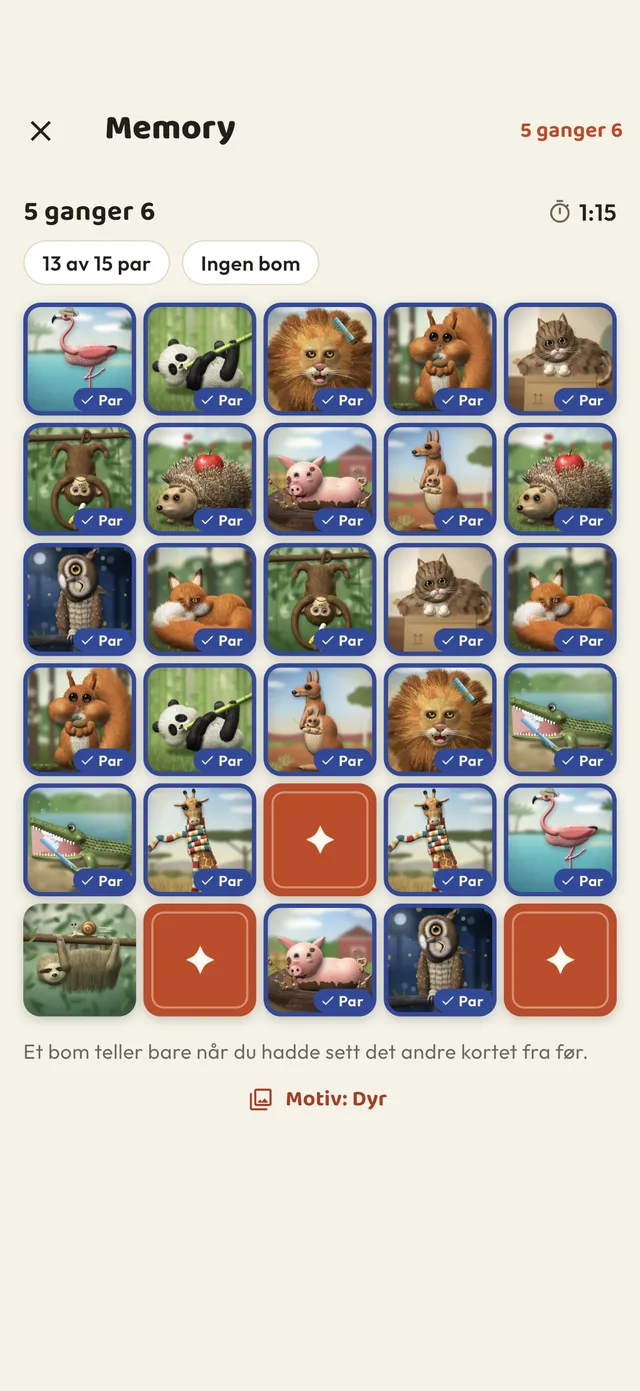 Memory
5 ganger 6
5 ganger 6
1:15
13 av 15 par
Ingen bom
Par Par Par Par Par
Par Par Par Par Par
Par Par Par Par Par
Par Par Par Par Par
Par Par Par Par
Par Par
Et bom teller bare når du hadde sett det andre kortet fra før.
Motiv: Dyr